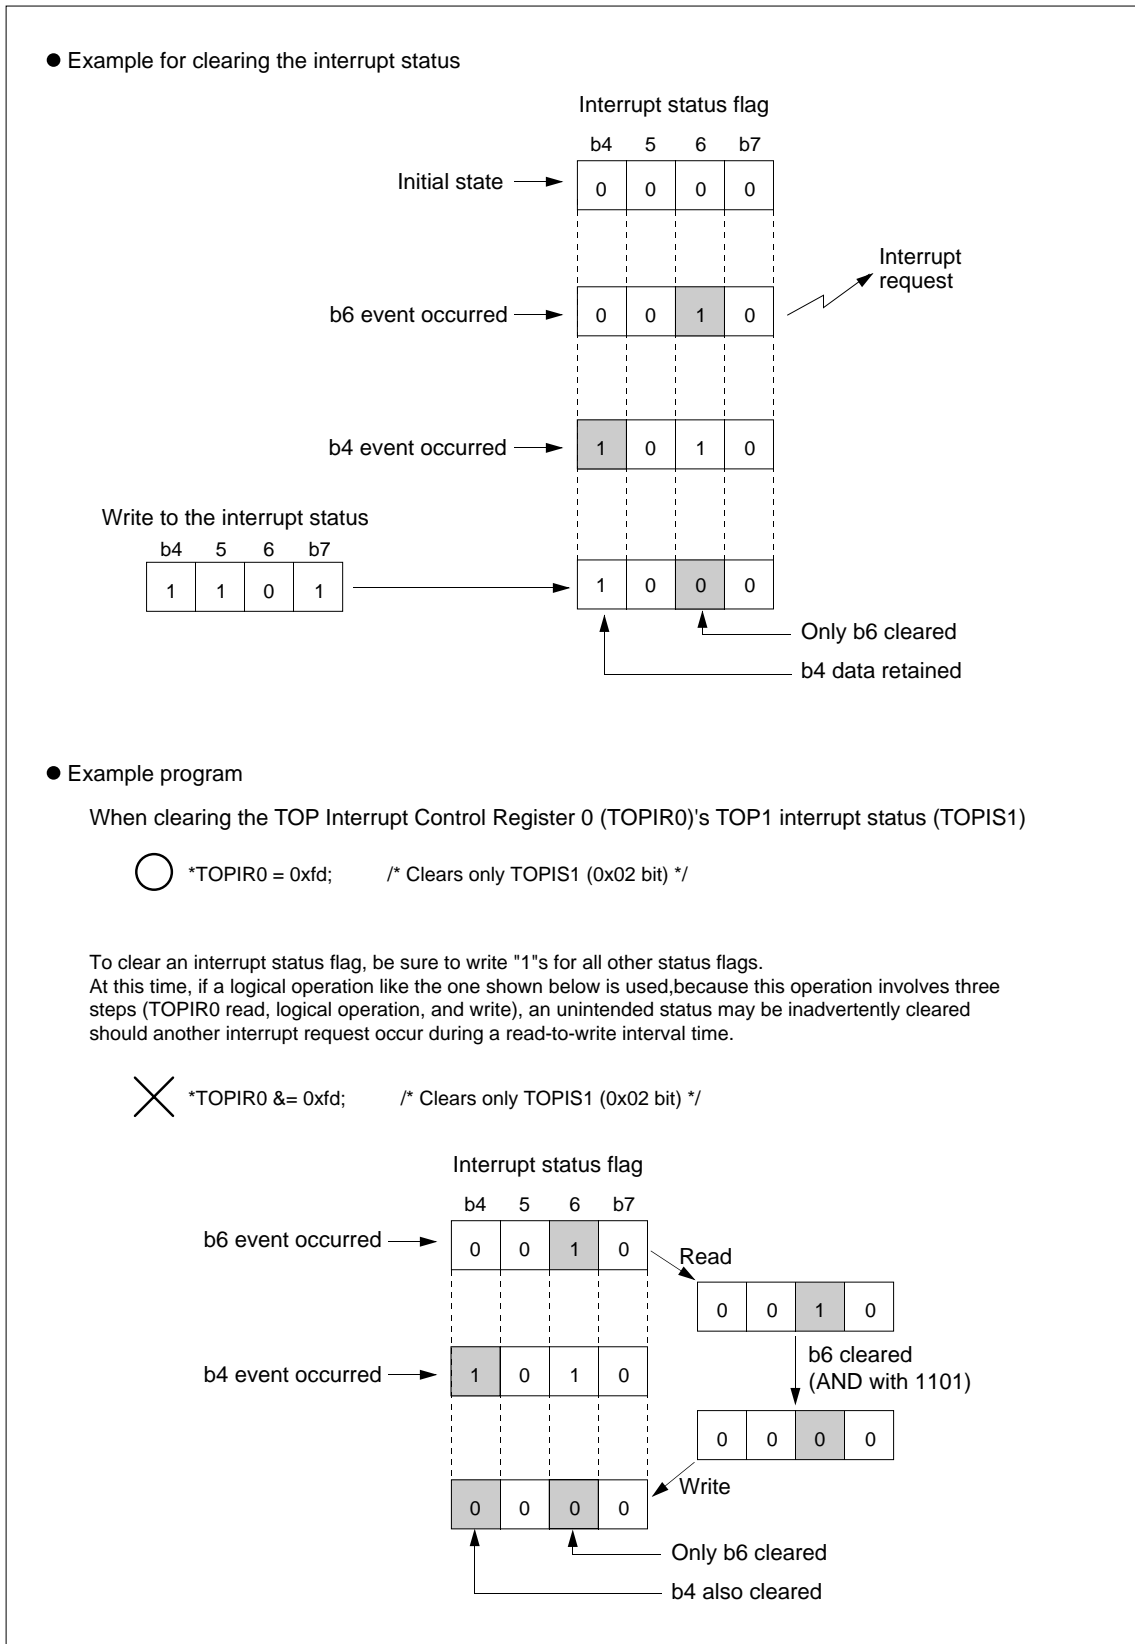 ● Example for clearing the interrupt status
Interrupt status flag
b4 5 6 b7
Initial state 0 0 0 0
Interrupt
request
b6 event occurred 0 0 1 0
b4 event occurred 1 0 1 0
Write to the interrupt status
b4 5 6 b7
1 1 0 1 1 0 0 0
Only b6 cleared
b4 data retained
● Example program
When clearing the TOP Interrupt Control Register 0 (TOPIR0)'s TOP1 interrupt status (TOPIS1)
*TOPIR0 = 0xfd; /* Clears only TOPIS1 (0x02 bit) */
To clear an interrupt status flag, be sure to write "1"s for all other status flags.
At this time, if a logical operation like the one shown below is used,because this operation involves three
steps (TOPIR0 read, logical operation, and write), an unintended status may be inadvertently cleared
should another interrupt request occur during a read-to-write interval time.
*TOPIR0 &= 0xfd; /* Clears only TOPIS1 (0x02 bit) */
Interrupt status flag
b4 5 6 b7
b6 event occurred 0 0 1 0
Read
0 0 1 0
b4 event occurred 1 0 1 0
b6 cleared
(AND with 1101)
0 0 0 0
Write
0 0 0 0
Only b6 cleared
b4 also cleared